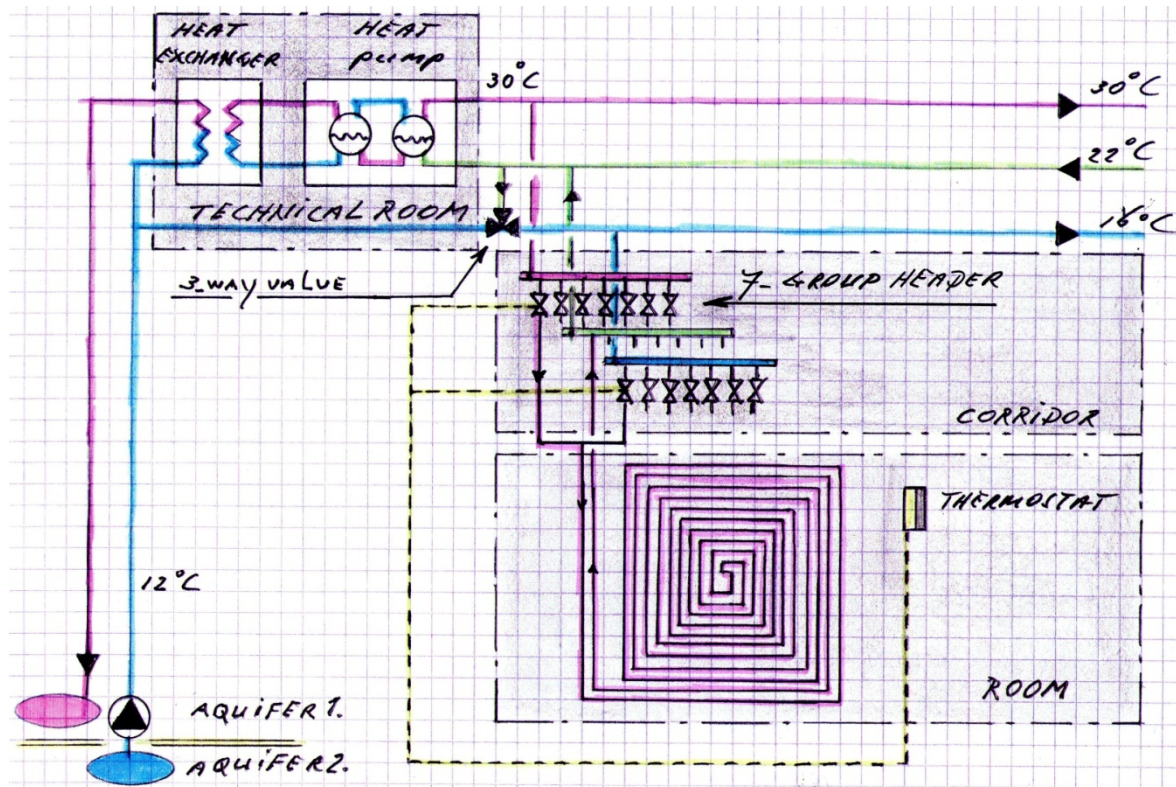 HEAT
EXCHANGER
HEAT
pump
30°C
30°C
22°C
TECHNICAL ROOM
16°C
3-WAY VALUE
7-GROUP HEADER
CORRIDOR
THERMOSTAT
12°C
ROOM
AQUIFER 1.
AQUIFER 2.